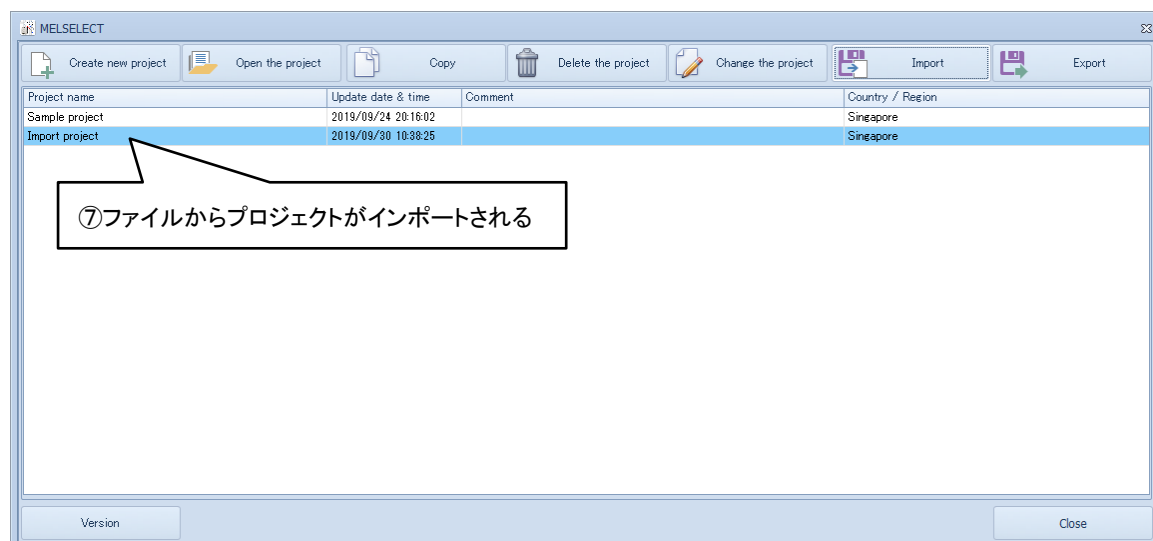 MELSELECT
Create new project Open the project Copy Delete the project Change the project Import Export
Project name Update date & time Comment Country / Region
Sample project 2019/09/24 20:16:02 Singapore
Import project 2019/09/30 10:38:25 Singapore
⑦ファイルからプロジェクトがインポートされる
Version Close